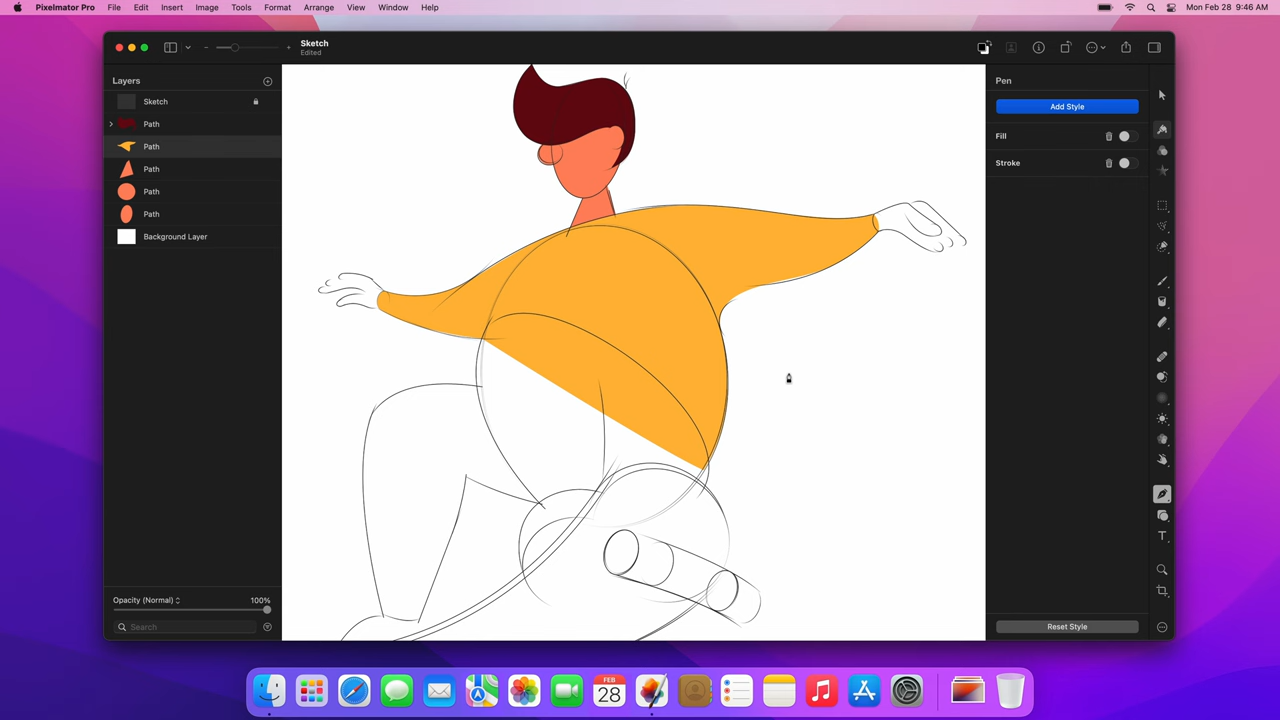 Pixelmator Pro File Edit Insert Image Tools Format Arrange View Window Help Mon Feb 28 9:46 AM
Sketch
Edited
Layers
Sketch
Path
Path
Path
Path
Path
Background Layer
Opacity (Normal) 100%
Search
Pen
Add Style
Fill
Stroke
Reset Style
FEB
28